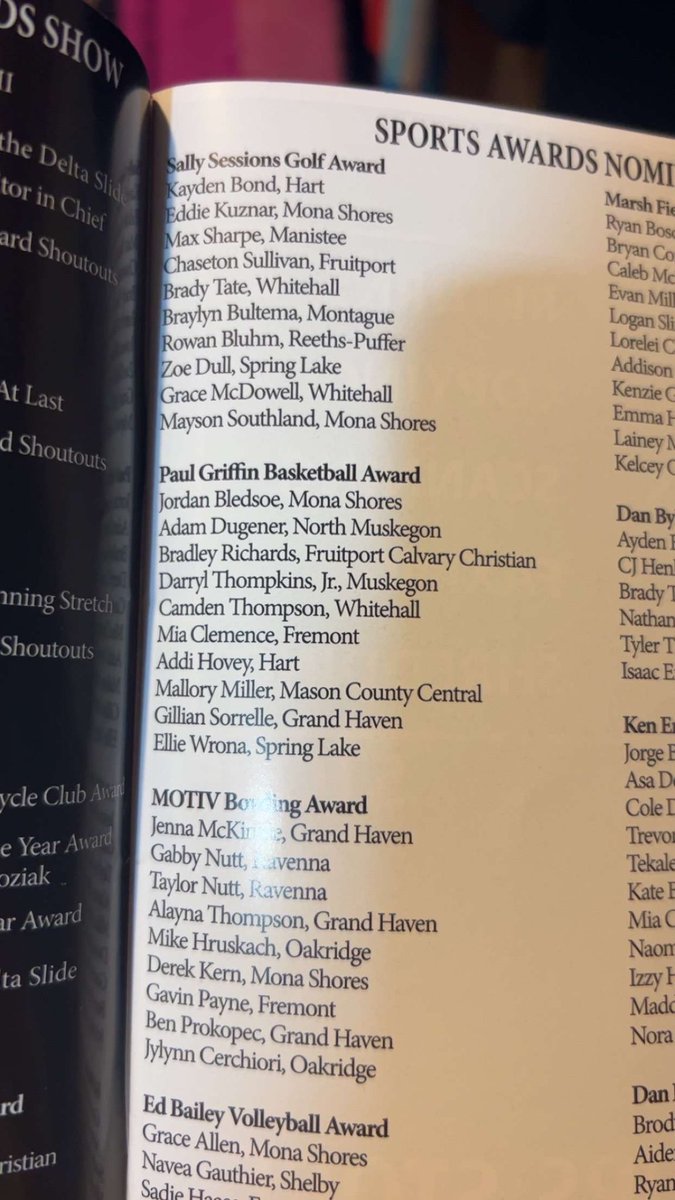 DS SHOW
II
the Delta Slide
tor in Chief
ard Shoutouts
At Last
d Shoutouts
nning Stretch
Shoutouts
ycle Club Award
e Year Award
oziak
ar Award
ta Slide
rd
ristian
SPORTS AWARDS NOMI
Sally Sessions Golf Award
Kayden Bond, Hart
Eddie Kuznar, Mona Shores
Max Sharpe, Manistee
Chaseton Sullivan, Fruitport
Brady Tate, Whitehall
Braylyn Bultema, Montague
Rowan Bluhm, Reeths-Puffer
Zoe Dull, Spring Lake
Grace McDowell, Whitehall
Mayson Southland, Mona Shores
Paul Griffin Basketball Award
Jordan Bledsoe, Mona Shores
Adam Dugener, North Muskegon
Bradley Richards, Fruitport Calvary Christian
Darryl Thompkins, Jr., Muskegon
Camden Thompson, Whitehall
Mia Clemence, Fremont
Addi Hovey, Hart
Mallory Miller, Mason County Central
Gillian Sorrelle, Grand Haven
Ellie Wrona, Spring Lake
MOTIV Bowling Award
Jenna Grand Haven
Gabby Nutt, Ravenna
Taylor Nutt, Ravenna
Alayna Thompson, Grand Haven
Mike Hruskach, Oakridge
Derek Kern, Mona Shores
Gavin Payne, Fremont
Ben Prokopec, Grand Haven
Jylynn Cerchiori, Oakridge
Ed Bailey Volleyball Award
Grace Allen, Mona Shores
Navea Gauthier, Shelby
Sadie
Marsh Fie
Ryan Bos
Bryan Co
Caleb Mc
Evan Mill
Logan Sli
Lorelei C
Addison
Kenzie G
Emma H
Lainey M
Kelcey C
Dan By
Ayden
CJ Hen
Brady T
Nathan
Tyler T
Isaac E
Ken E
Jorge
Asa D
Cole D
Trevo
Tekale
Kate
Mia C
Naom
Izzy H
Madd
Nora
Dan
Brod
Aide
Ryan